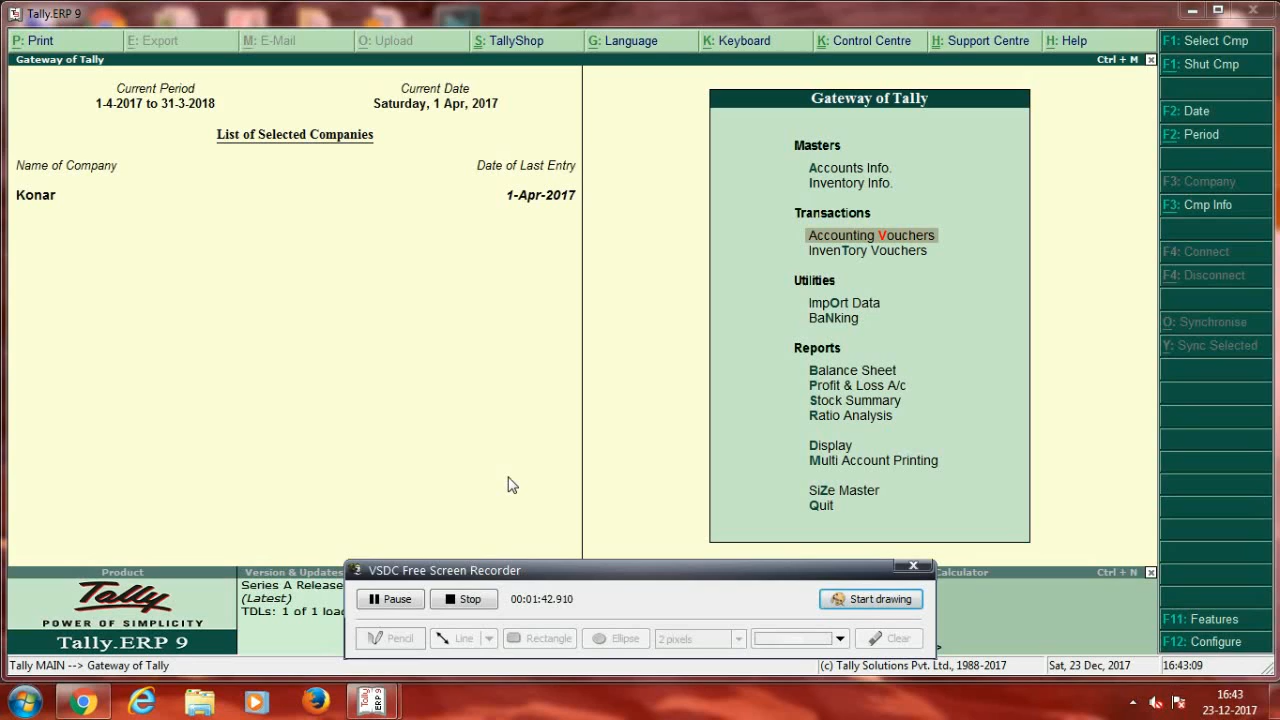 Tally.ERP 9
P: Print
E: Export
M: E-Mail
O: Upload
S: TallyShop
G: Language
K: Keyboard
K: Control Centre
H: Support Centre
H: Help
Gateway of Tally
Ctrl + M
Current Period
1-4-2017 to 31-3-2018
Current Date
Saturday, 1 Apr, 2017
List of Selected Companies
Name of Company
Date of Last Entry
Konar
1-Apr-2017
Gateway of Tally
Masters
Accounts Info.
Inventory Info.
Transactions
Accounting Vouchers
InvenTory Vouchers
Utilities
ImpOrt Data
BaNking
Reports
Balance Sheet
Profit & Loss A/c
Stock Summary
Ratio Analysis
Display
Multi Account Printing
SiZe Master
Quit
F1: Select Cmp
F1: Shut Cmp
F2: Date
F2: Period
F3: Company
F3: Cmp Info
F4: Connect
F4: Disconnect
O: Synchronise
Y: Sync Selected
F11: Features
F12: Configure
Product
Tally
POWER OF SIMPLICITY
Tally.ERP 9
Version & Updates
Series A Release
(Latest)
TDLs: 1 of 1 loa
Calculator
Ctrl + N
>
VSDC Free Screen Recorder
Pause
Stop
00:01:42.910
Start drawing
Pencil
Line
Rectangle
Ellipse
2 pixels
Clear
Tally MAIN --> Gateway of Tally
(c) Tally Solutions Pvt. Ltd., 1988-2017
Sat, 23 Dec, 2017
16:43:09
Tally
ERP 9
16:43
23-12-2017